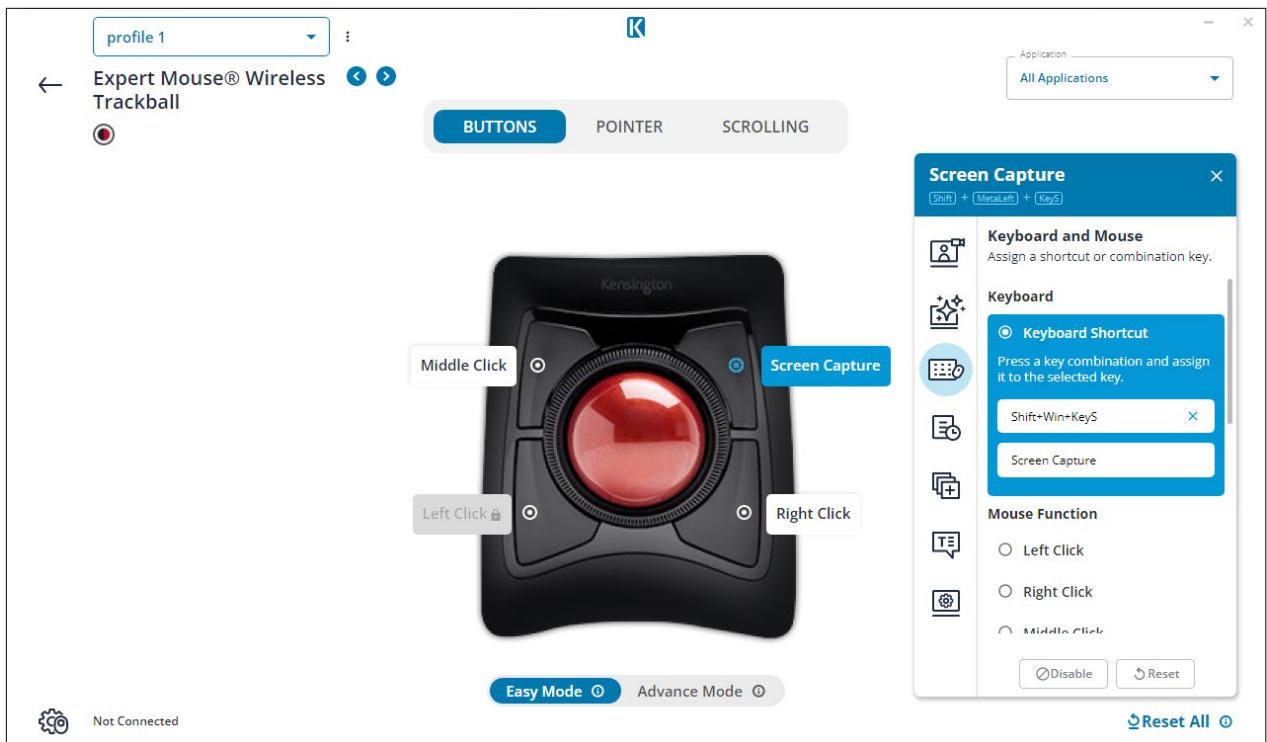 profile 1
K
Application
All Applications
Expert Mouse® Wireless
Trackball
BUTTONS
POINTER
SCROLLING
Screen Capture
Shift + MetaLeft + KeyS
Keyboard and Mouse
Assign a shortcut or combination key.
Keyboard
Keyboard Shortcut
Press a key combination and assign
it to the selected key.
Shift+Win+KeyS
Screen Capture
Mouse Function
Left Click
Right Click
Middle Click
Disable
Reset
Kensington
Middle Click
Screen Capture
Left Click
Right Click
Easy Mode
Advance Mode
Not Connected
Reset All